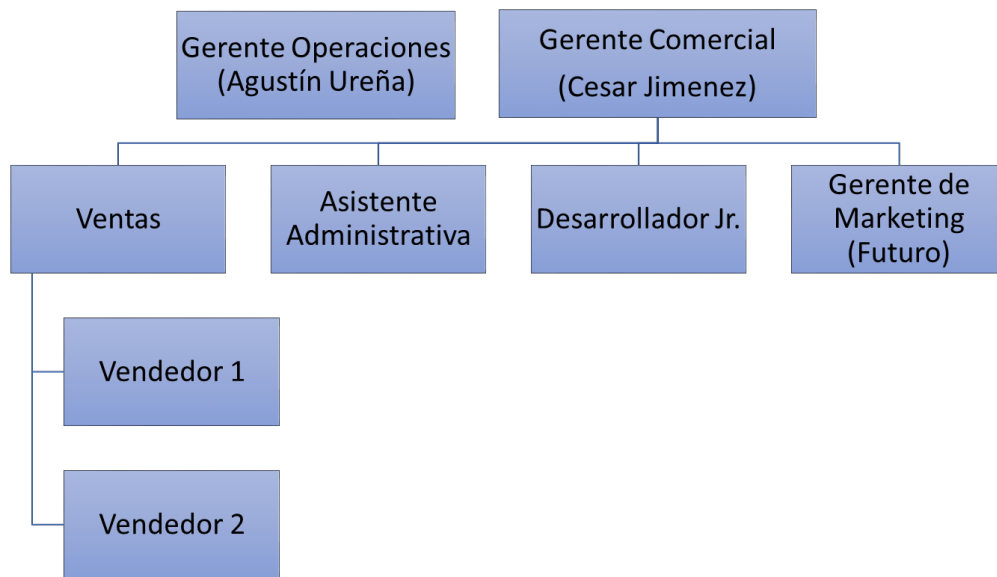 Gerente Operaciones
(Agustín Ureña)
Gerente Comercial
(Cesar Jimenez)
Ventas
Asistente
Administrativa
Desarrollador Jr.
Gerente de
Marketing
(Futuro)
Vendedor 1
Vendedor 2